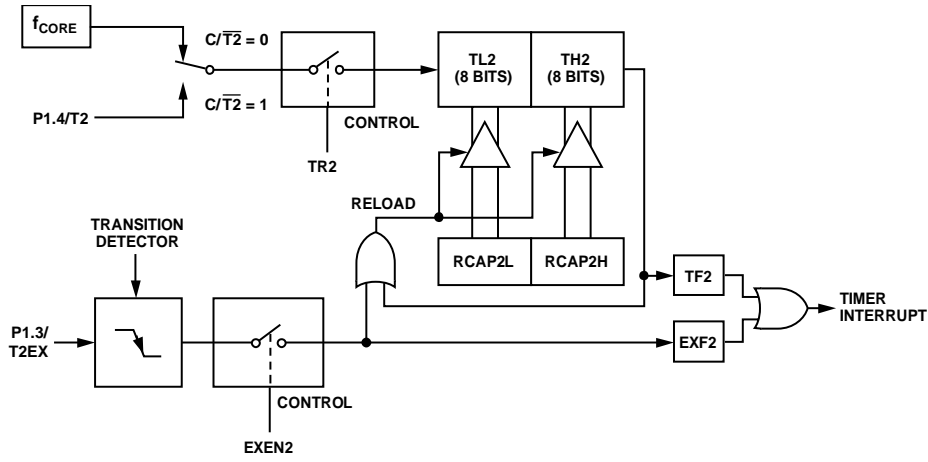 fCORE
C/T2̅ = 0
C/T2̅ = 1
P1.4/T2
CONTROL
TR2
TL2
(8 BITS)
TH2
(8 BITS)
RELOAD
TRANSITION
DETECTOR
RCAP2L
RCAP2H
TF2
TIMER
INTERRUPT
P1.3/
T2EX
EXF2
CONTROL
EXEN2